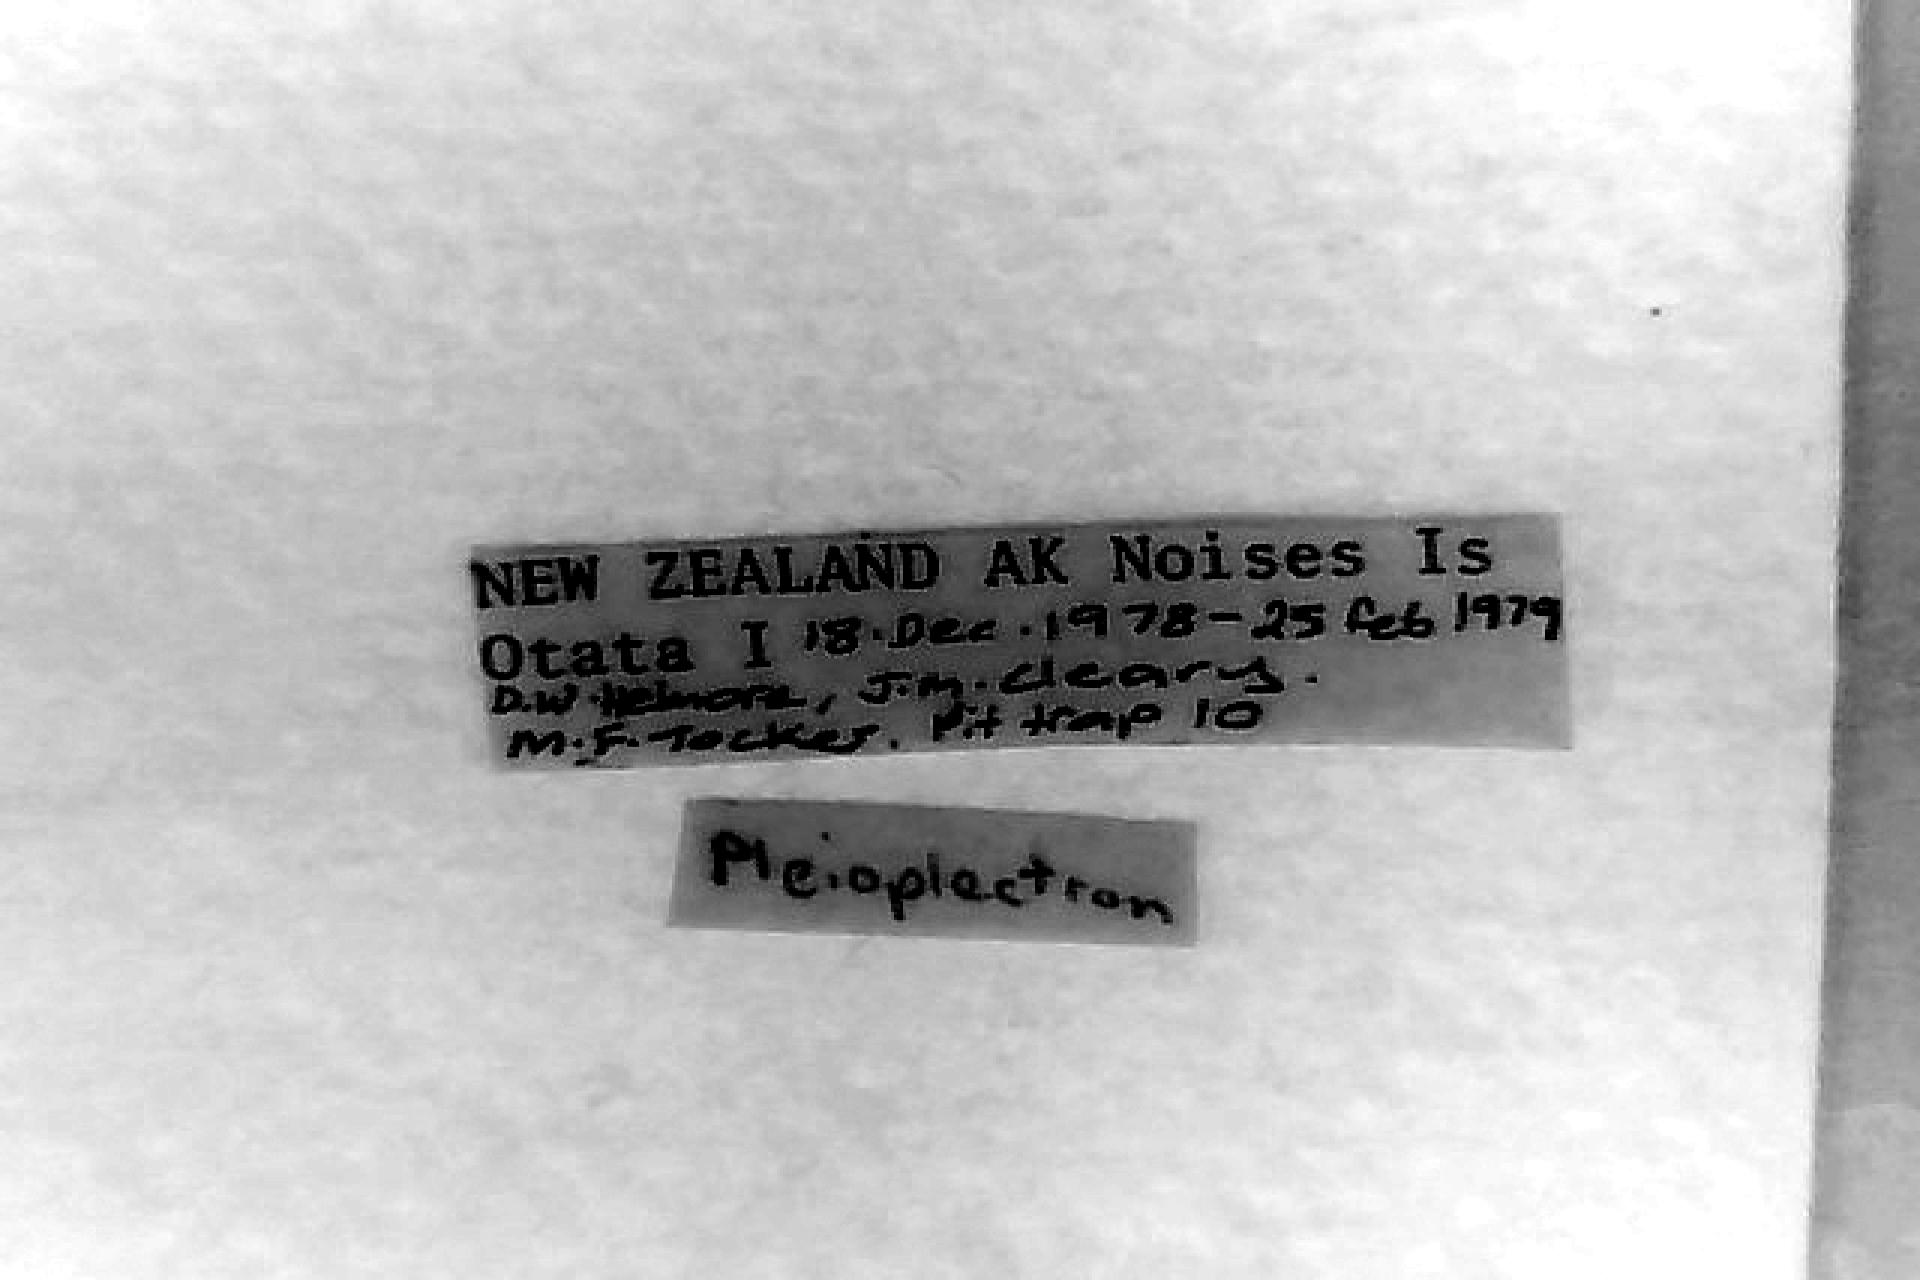 NEW ZEALAND AK Noises Is
Otata I 18.Dec.1978-25 Feb 1979
D.W.Helmore, J.M.Cleary.
M.F.Tocker. Pit trap 10
Pleioplectron